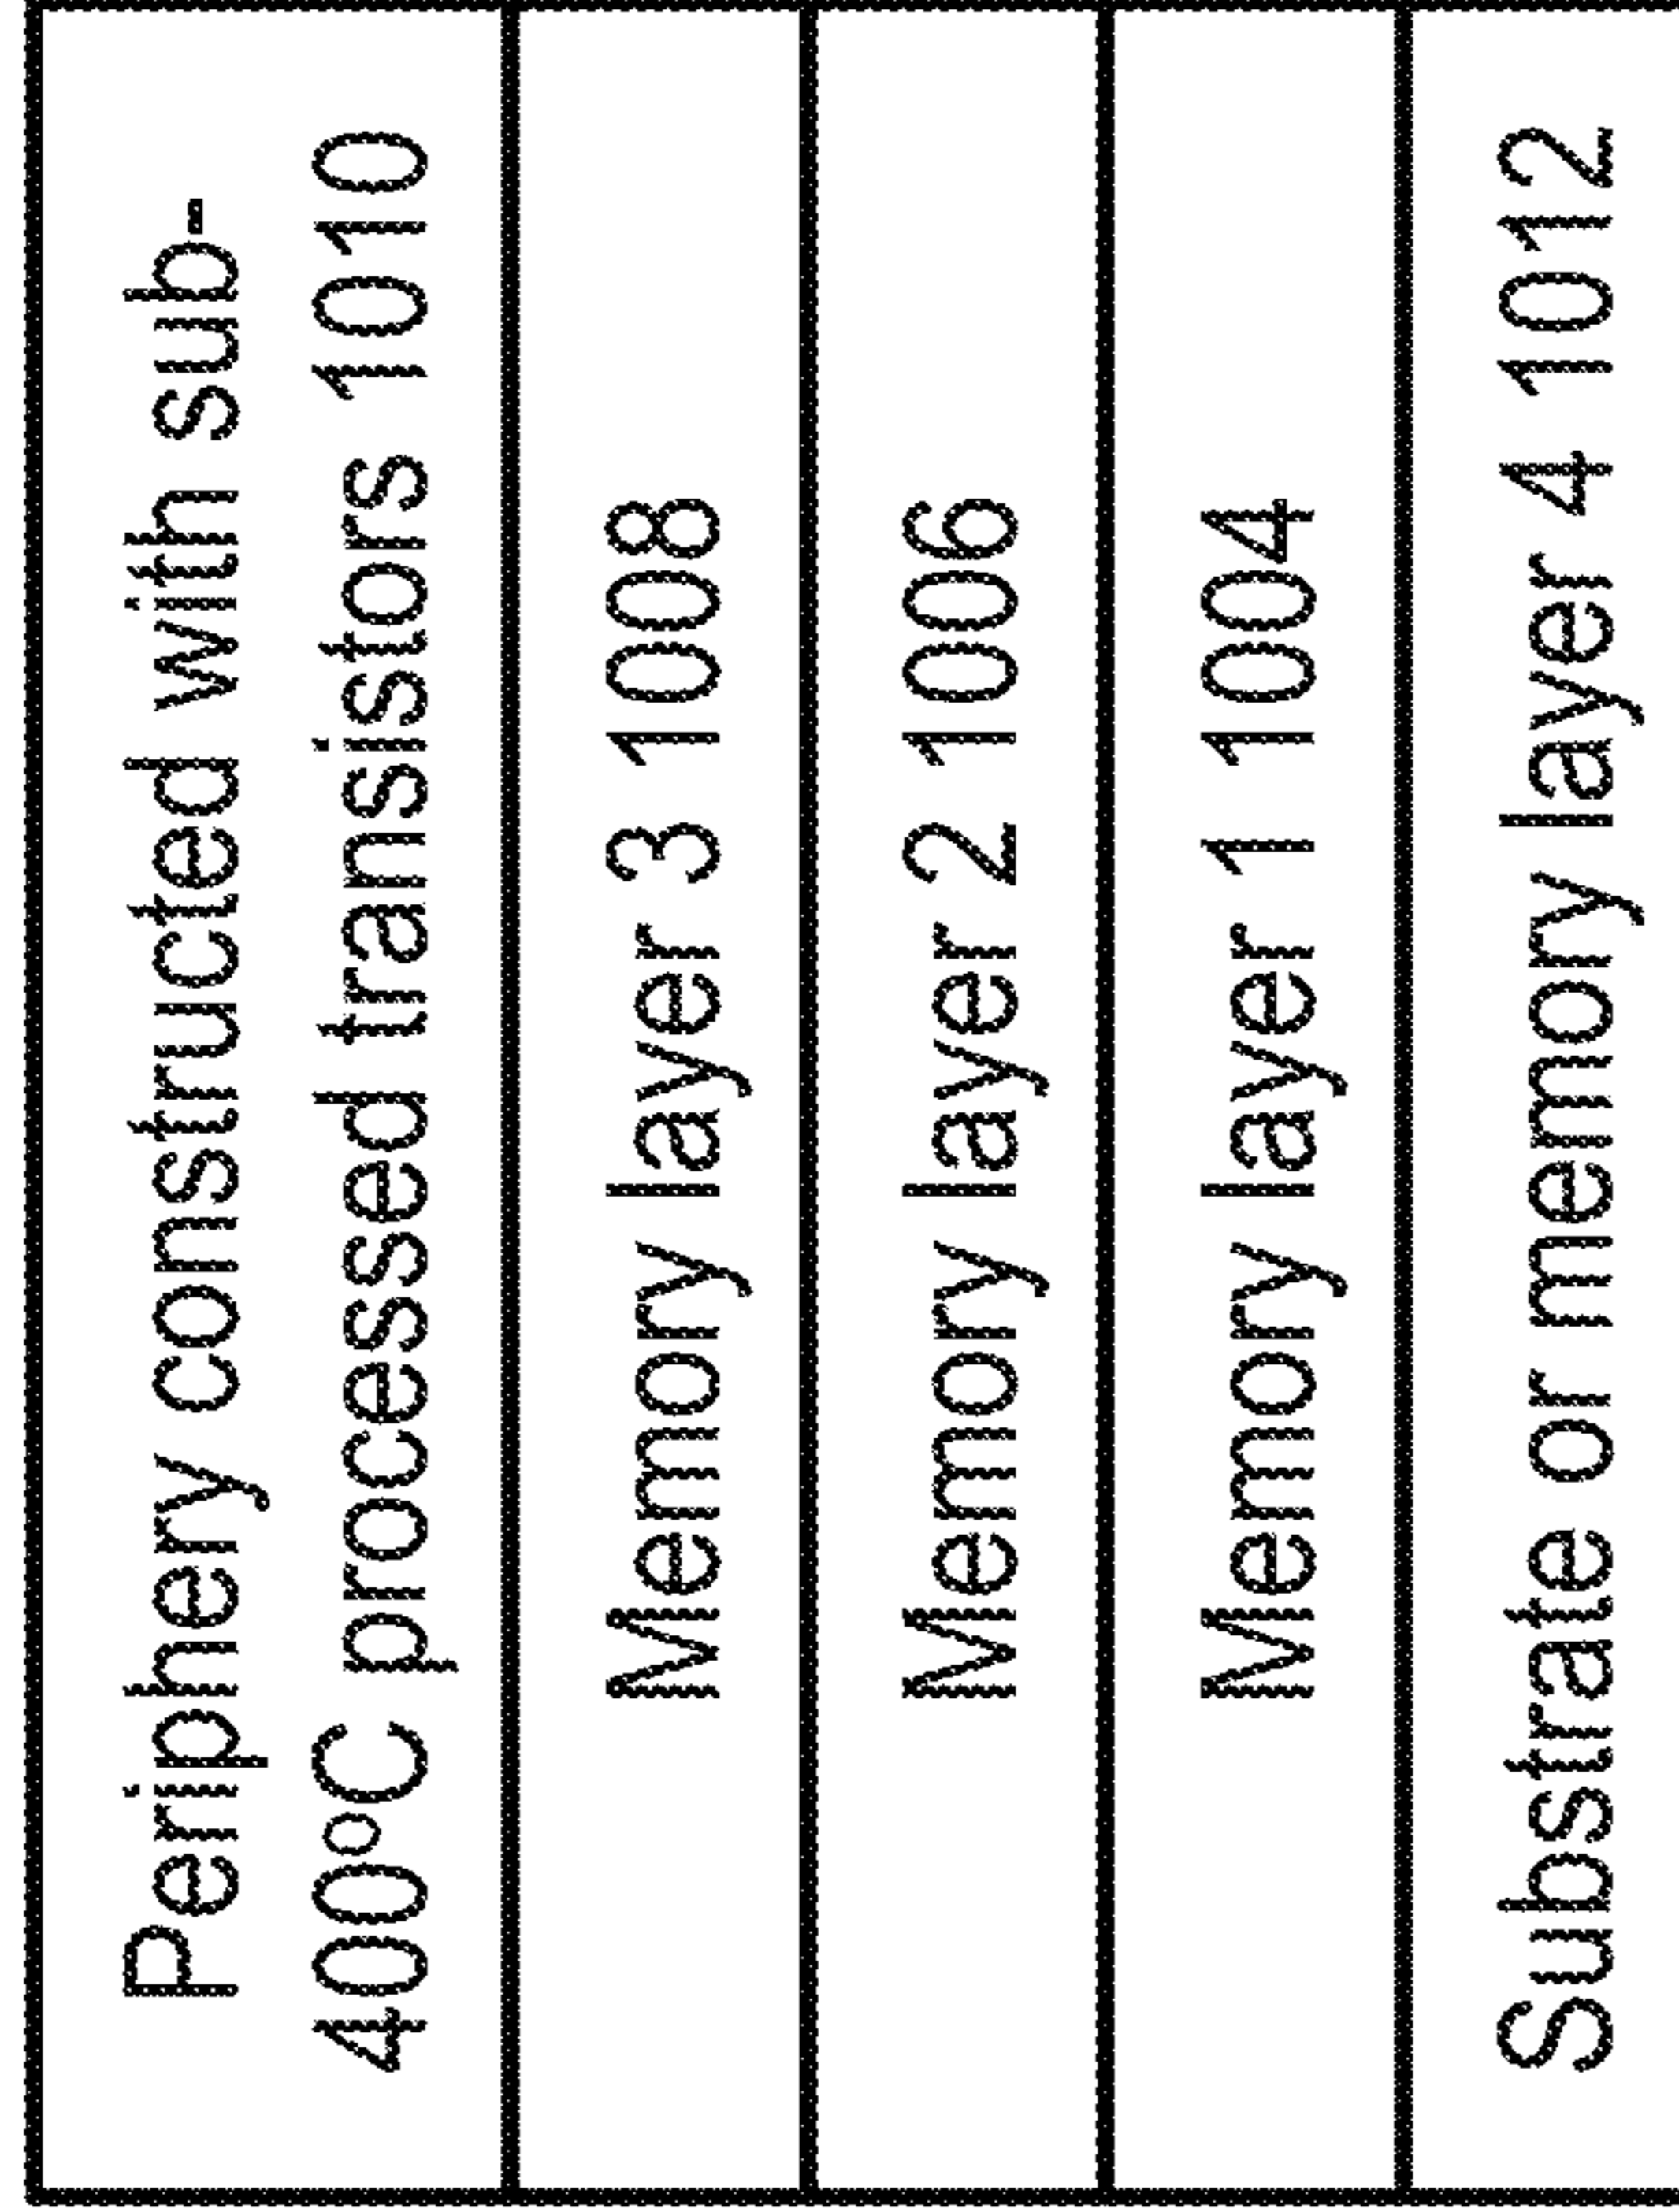 Periphery constructed with sub-
400ºC processed transistors 1010
Memory layer 3 1008
Memory layer 2 1006
Memory layer 1 1004
Substrate or memory layer 4 1012